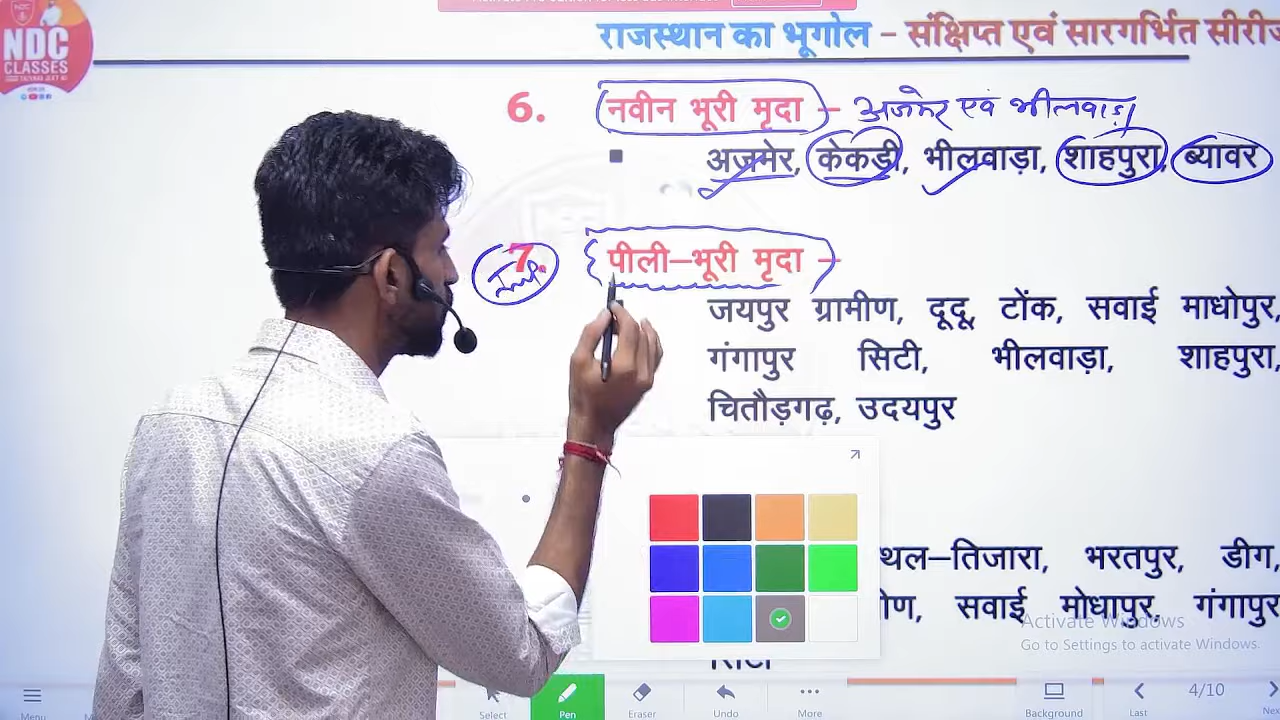 NDC
CLASSES
राजस्थान का भूगोल – संक्षिप्त एवं सारगर्भित सीरीज
6. नवीन भूरी मृदा – अजमेर एवं भीलवाड़ा
अजमेर, केकडी, भीलवाड़ा, शाहपुरा, ब्यावर
7. पीली–भूरी मृदा –
जयपुर ग्रामीण, दूदू, टोंक, सवाई माधोपुर,
गंगापुर सिटी, भीलवाड़ा, शाहपुरा,
चितौड़गढ़, उदयपुर
थल–तिजारा, भरतपुर, डीग,
सवाई मोधापुर, गंगापुर
सिटी
Activate Windows
Go to Settings to activate Windows.
Menu Select Pen Eraser Undo More Background Last 4/10